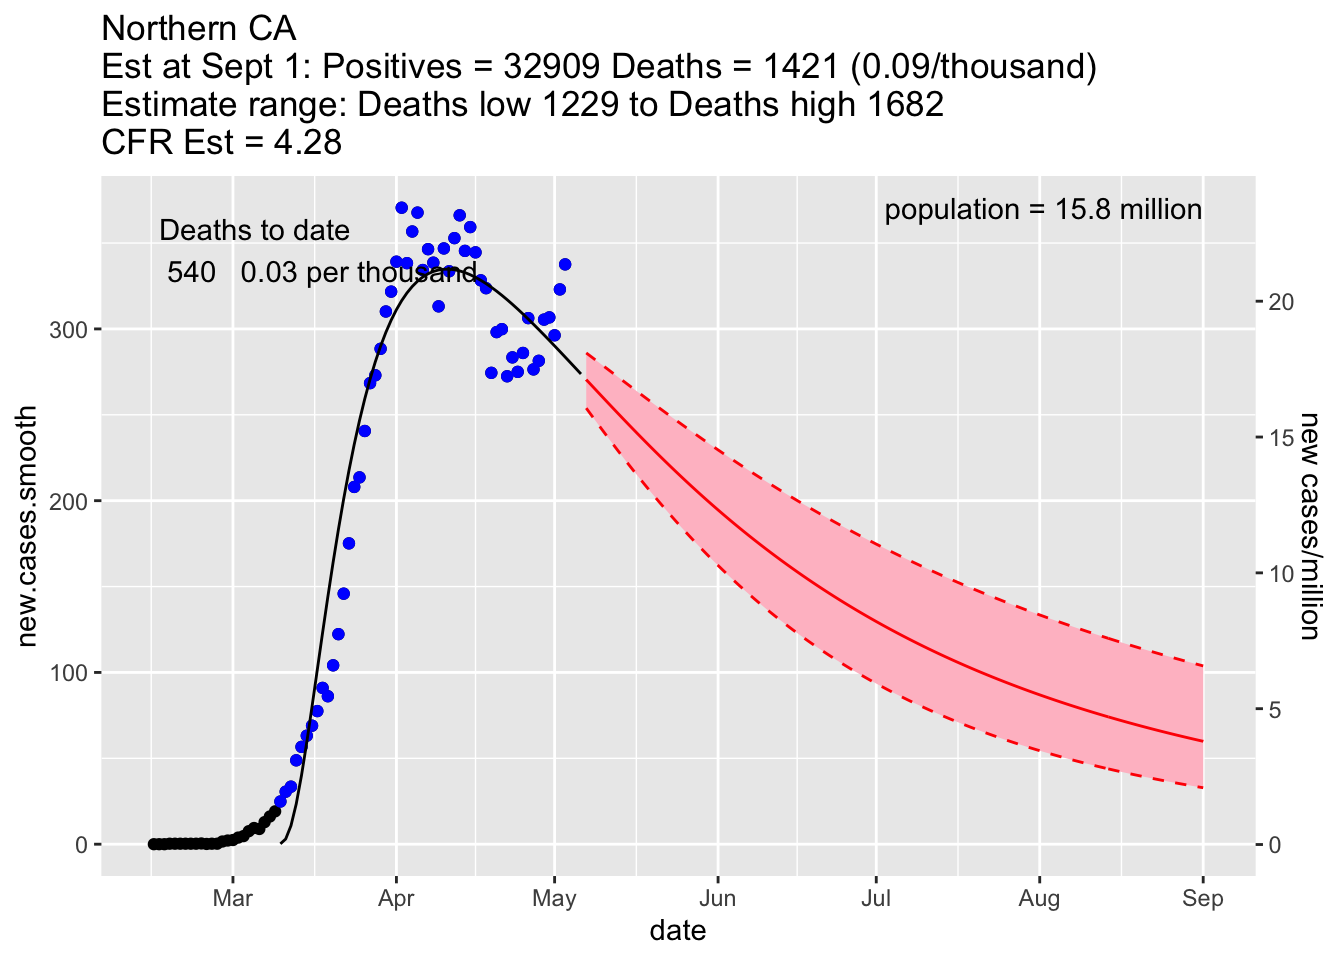 Northern CA
Est at Sept 1: Positives = 32909 Deaths = 1421 (0.09/thousand)
Estimate range: Deaths low 1229 to Deaths high 1682
CFR Est = 4.28
Deaths to date
540 0.03 per thousand
population = 15.8 million
new.cases.smooth
300
200
100
0
new cases/million
20
15
10
5
0
Mar Apr May Jun Jul Aug Sep
date